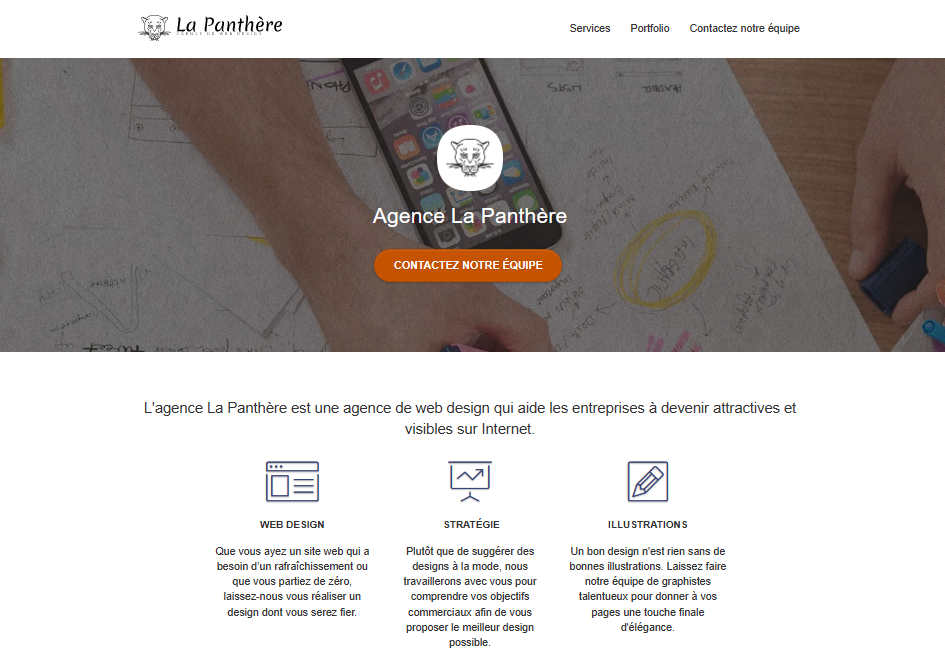 La Panthère
AGENCE DE WEB DESIGN
Services
Portfolio
Contactez notre équipe
Agence La Panthère
CONTACTEZ NOTRE ÉQUIPE
L'agence La Panthère est une agence de web design qui aide les entreprises à devenir attractives et
visibles sur Internet.
WEB DESIGN
Que vous ayez un site web qui a
besoin d'un rafraîchissement ou
que vous partiez de zéro,
laissez-nous vous réaliser un
design dont vous serez fier.
STRATÉGIE
Plutôt que de suggérer des
designs à la mode, nous
travaillerons avec vous pour
comprendre vos objectifs
commerciaux afin de vous
proposer le meilleur design
possible.
ILLUSTRATIONS
Un bon design n'est rien sans de
bonnes illustrations. Laissez faire
notre équipe de graphistes
talentueux pour donner à vos
pages une touche finale
d'élégance.